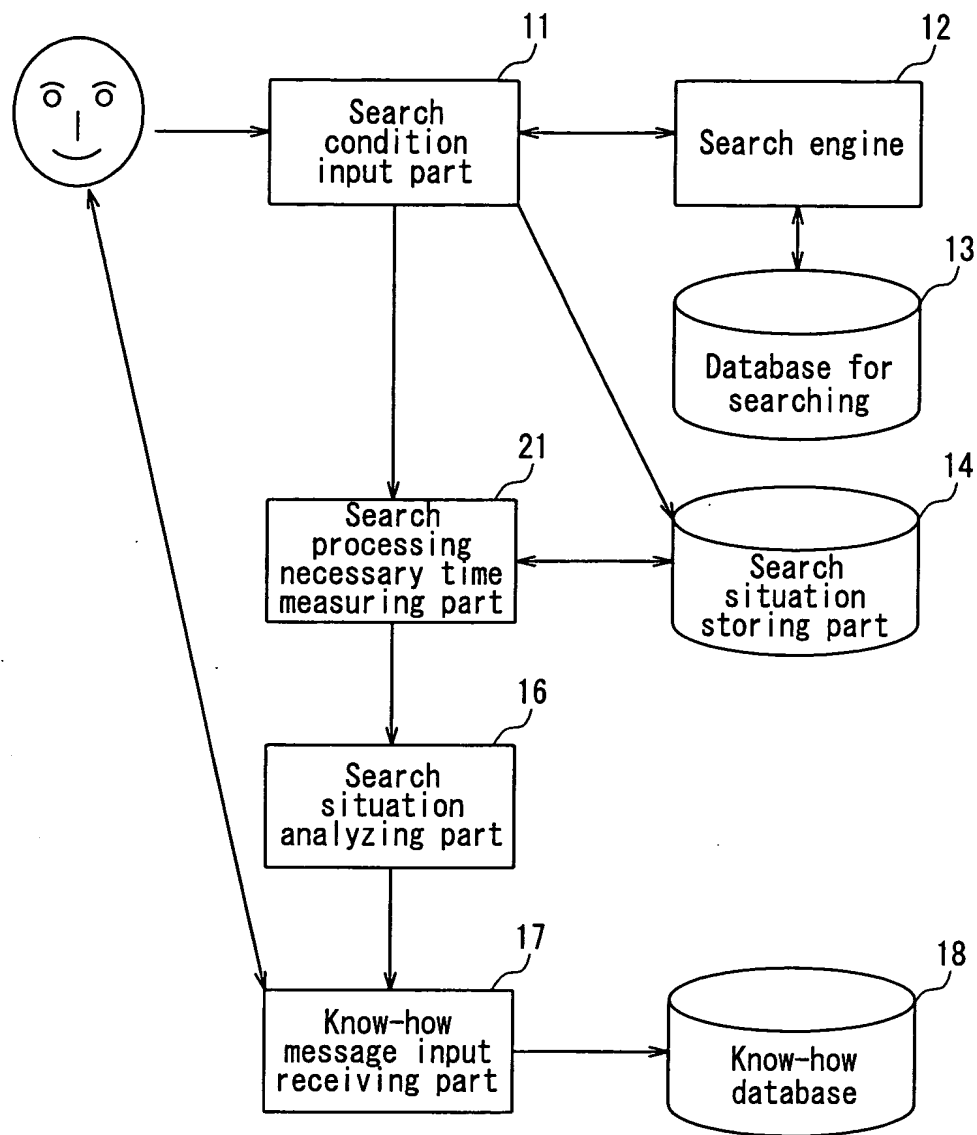 11
Search
condition
input part
12
Search engine
13
Database for
searching
21
Search
processing
necessary time
measuring part
14
Search
situation
storing part
16
Search
situation
analyzing part
17
Know-how
message input
receiving part
18
Know-how
database